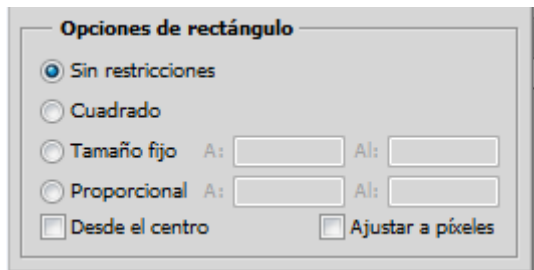 Opciones de rectángulo
Sin restricciones
Cuadrado
Tamaño fijo A: Al:
Proporcional A: Al:
Desde el centro Ajustar a píxeles